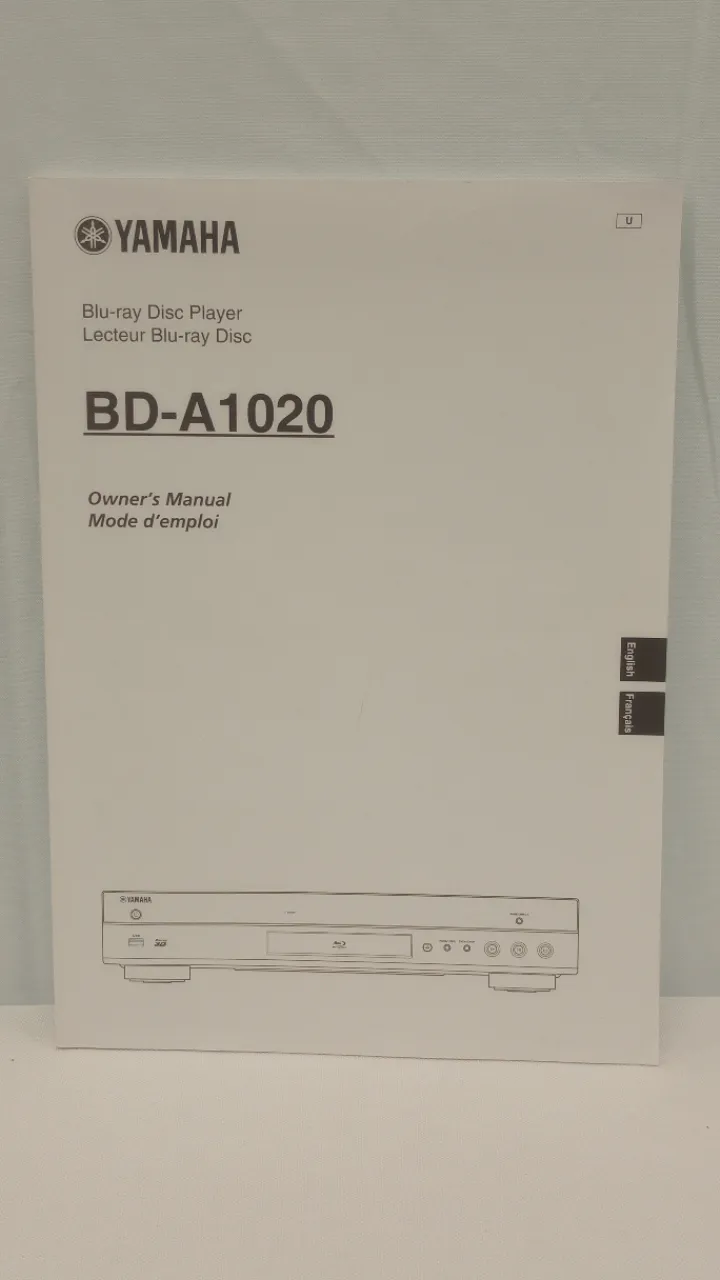 YAMAHA
U
Blu-ray Disc Player
Lecteur Blu-ray Disc
BD-A1020
Owner's Manual
Mode d'emploi
English
Français
YAMAHA